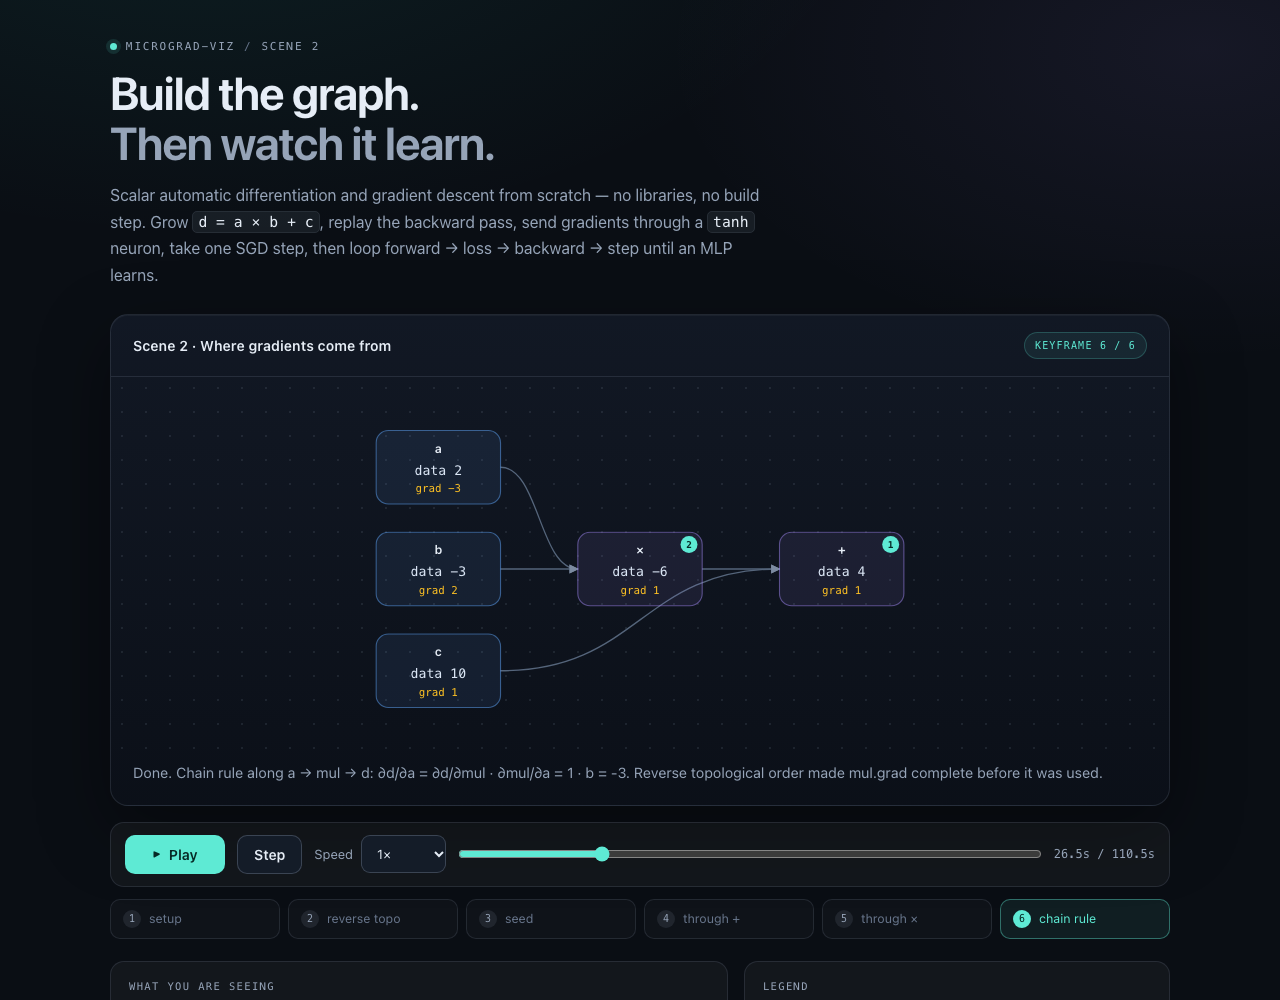 MICROGRAD-VIZ / SCENE 2
Build the graph.
Then watch it learn.
Scalar automatic differentiation and gradient descent from scratch — no libraries, no build
step. Grow d = a × b + c, replay the backward pass, send gradients through a tanh
neuron, take one SGD step, then loop forward → loss → backward → step until an MLP
learns.
Scene 2 · Where gradients come from
KEYFRAME 6 / 6
a
data 2
grad −3
b
data −3
grad 2
c
data 10
grad 1
×
2
data −6
grad 1
+
1
data 4
grad 1
Done. Chain rule along a → mul → d: ∂d/∂a = ∂d/∂mul · ∂mul/∂a = 1 · b = -3. Reverse topological order made mul.grad complete before it was used.
Play
Step
Speed
1×
26.5s / 110.5s
1 setup
2 reverse topo
3 seed
4 through +
5 through ×
6 chain rule
WHAT YOU ARE SEEING
LEGEND